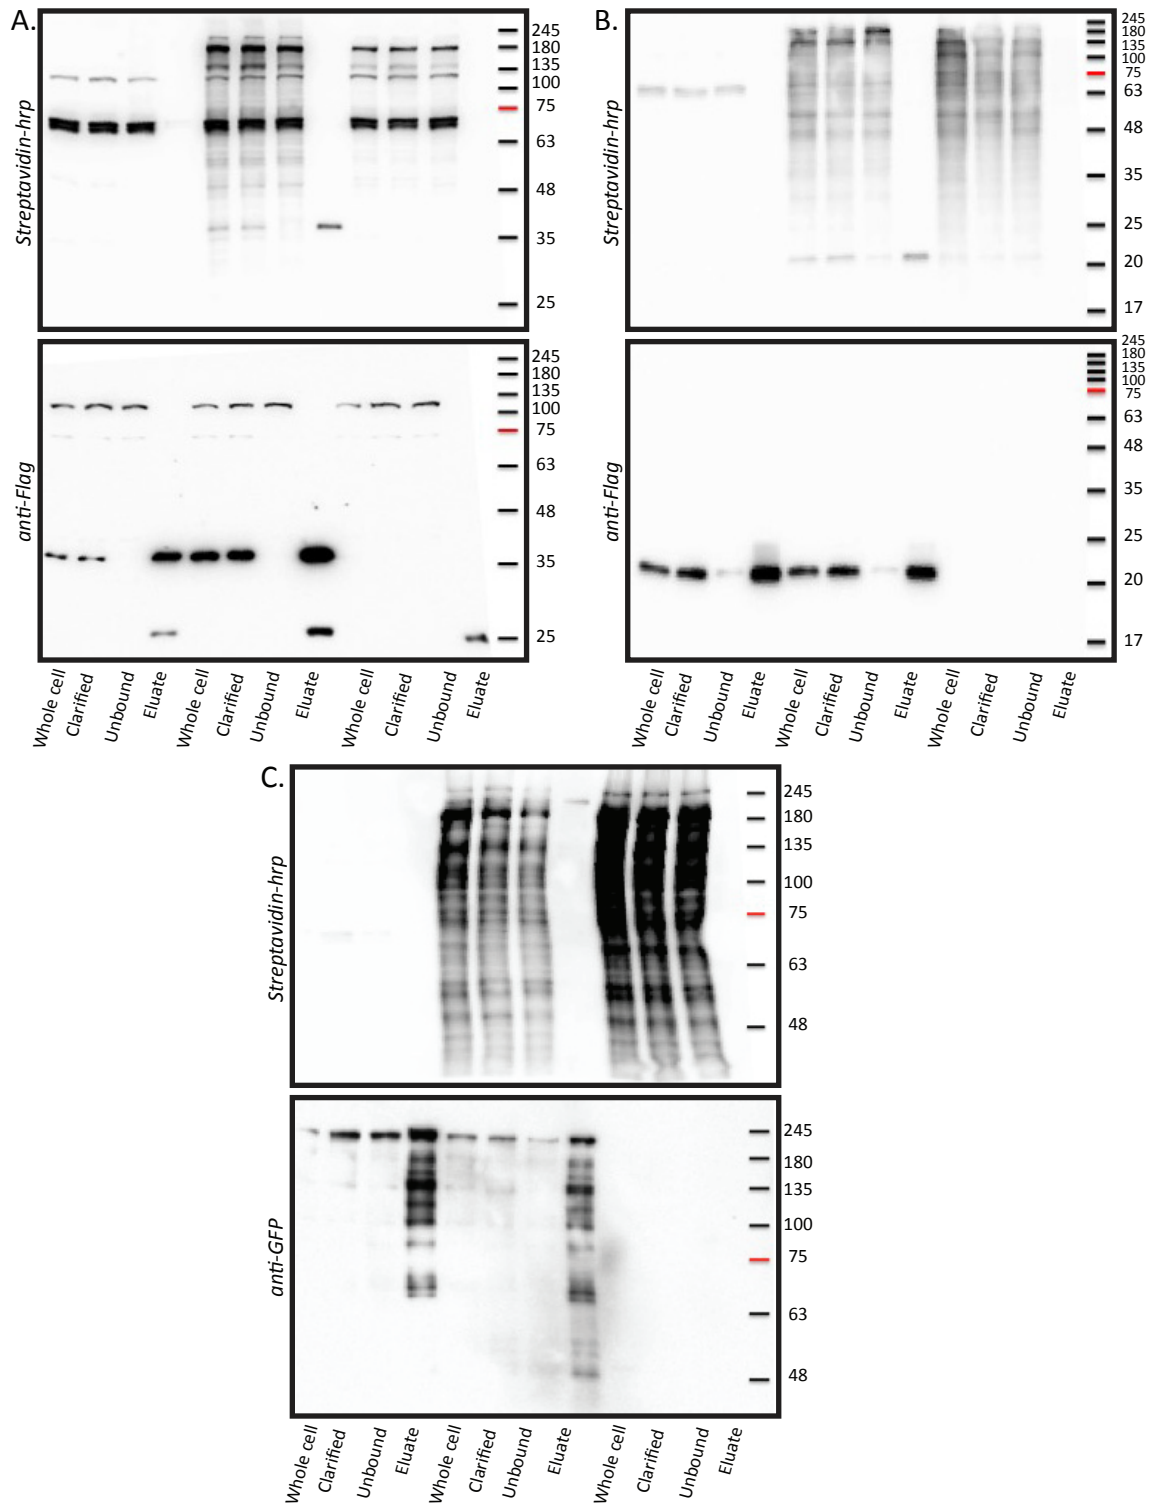 A.
Streptavidin-hrp
245
180
135
100
75
63
48
35
25
anti-Flag
245
180
135
100
75
63
48
35
25
Whole cell
Clarified
Unbound
Eluate
Whole cell
Clarified
Unbound
Eluate
Whole cell
Clarified
Unbound
Eluate
B.
Streptavidin-hrp
245
180
135
100
75
63
48
35
25
20
17
anti-Flag
245
180
135
100
75
63
48
35
25
20
17
Whole cell
Clarified
Unbound
Eluate
Whole cell
Clarified
Unbound
Eluate
Whole cell
Clarified
Unbound
Eluate
C.
Streptavidin-hrp
245
180
135
100
75
63
48
anti-GFP
245
180
135
100
75
63
48
Whole cell
Clarified
Unbound
Eluate
Whole cell
Clarified
Unbound
Eluate
Whole cell
Clarified
Unbound
Eluate